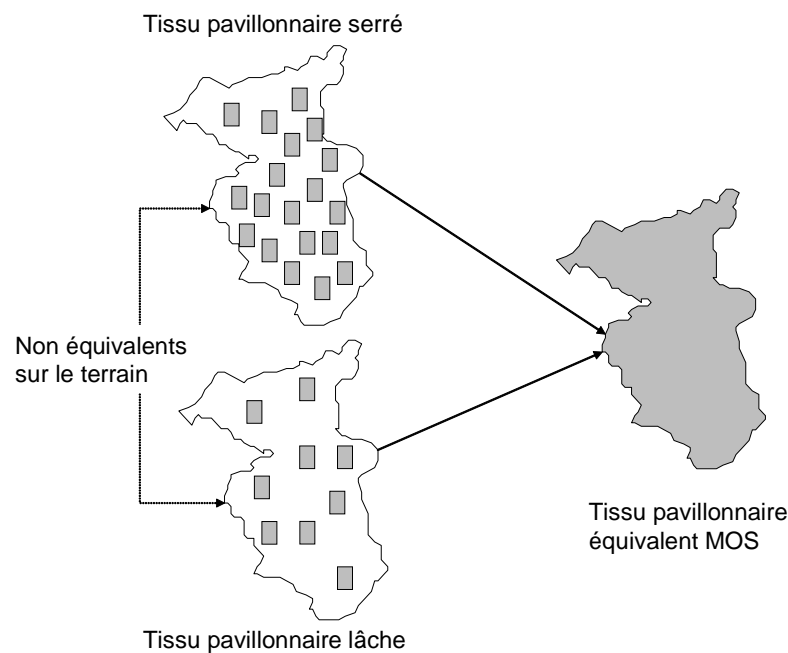 Tissu pavillonnaire serré
Non équivalents
sur le terrain
Tissu pavillonnaire
équivalent MOS
Tissu pavillonnaire lâche